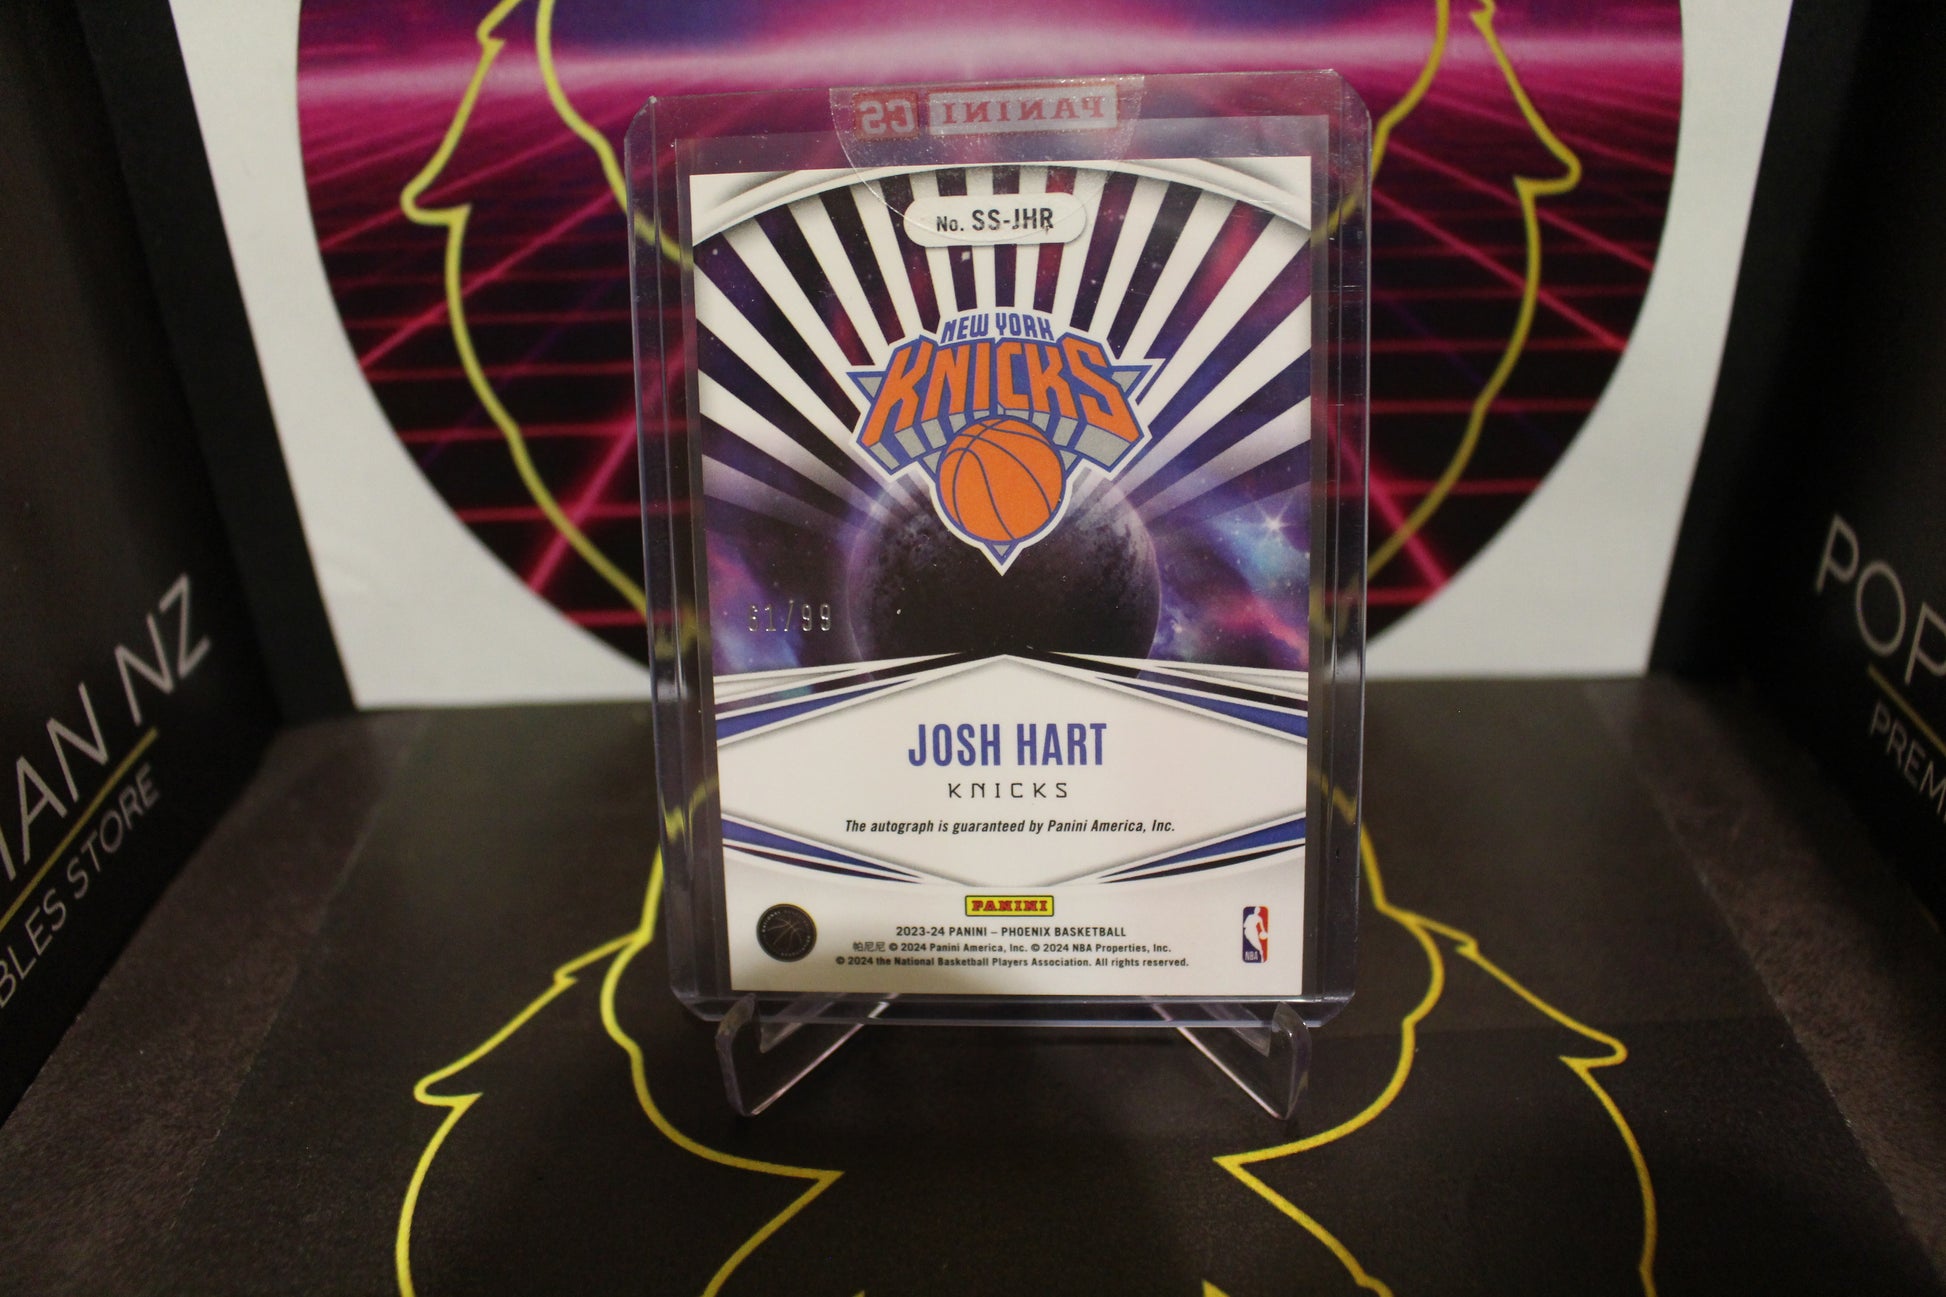 PANINI CS
No. SS-JHR
NEW YORK
KNICKS
61/99
JOSH HART
KNICKS
The autograph is guaranteed by Panini America, Inc.
PANINI
2023-24 PANINI – PHOENIX BASKETBALL
帕尼尼 © 2024 Panini America, Inc. © 2024 NBA Properties, Inc.
© 2024 the National Basketball Players Association. All rights reserved.
NBA
IAN NZ
BLES STORE
POP
PREM